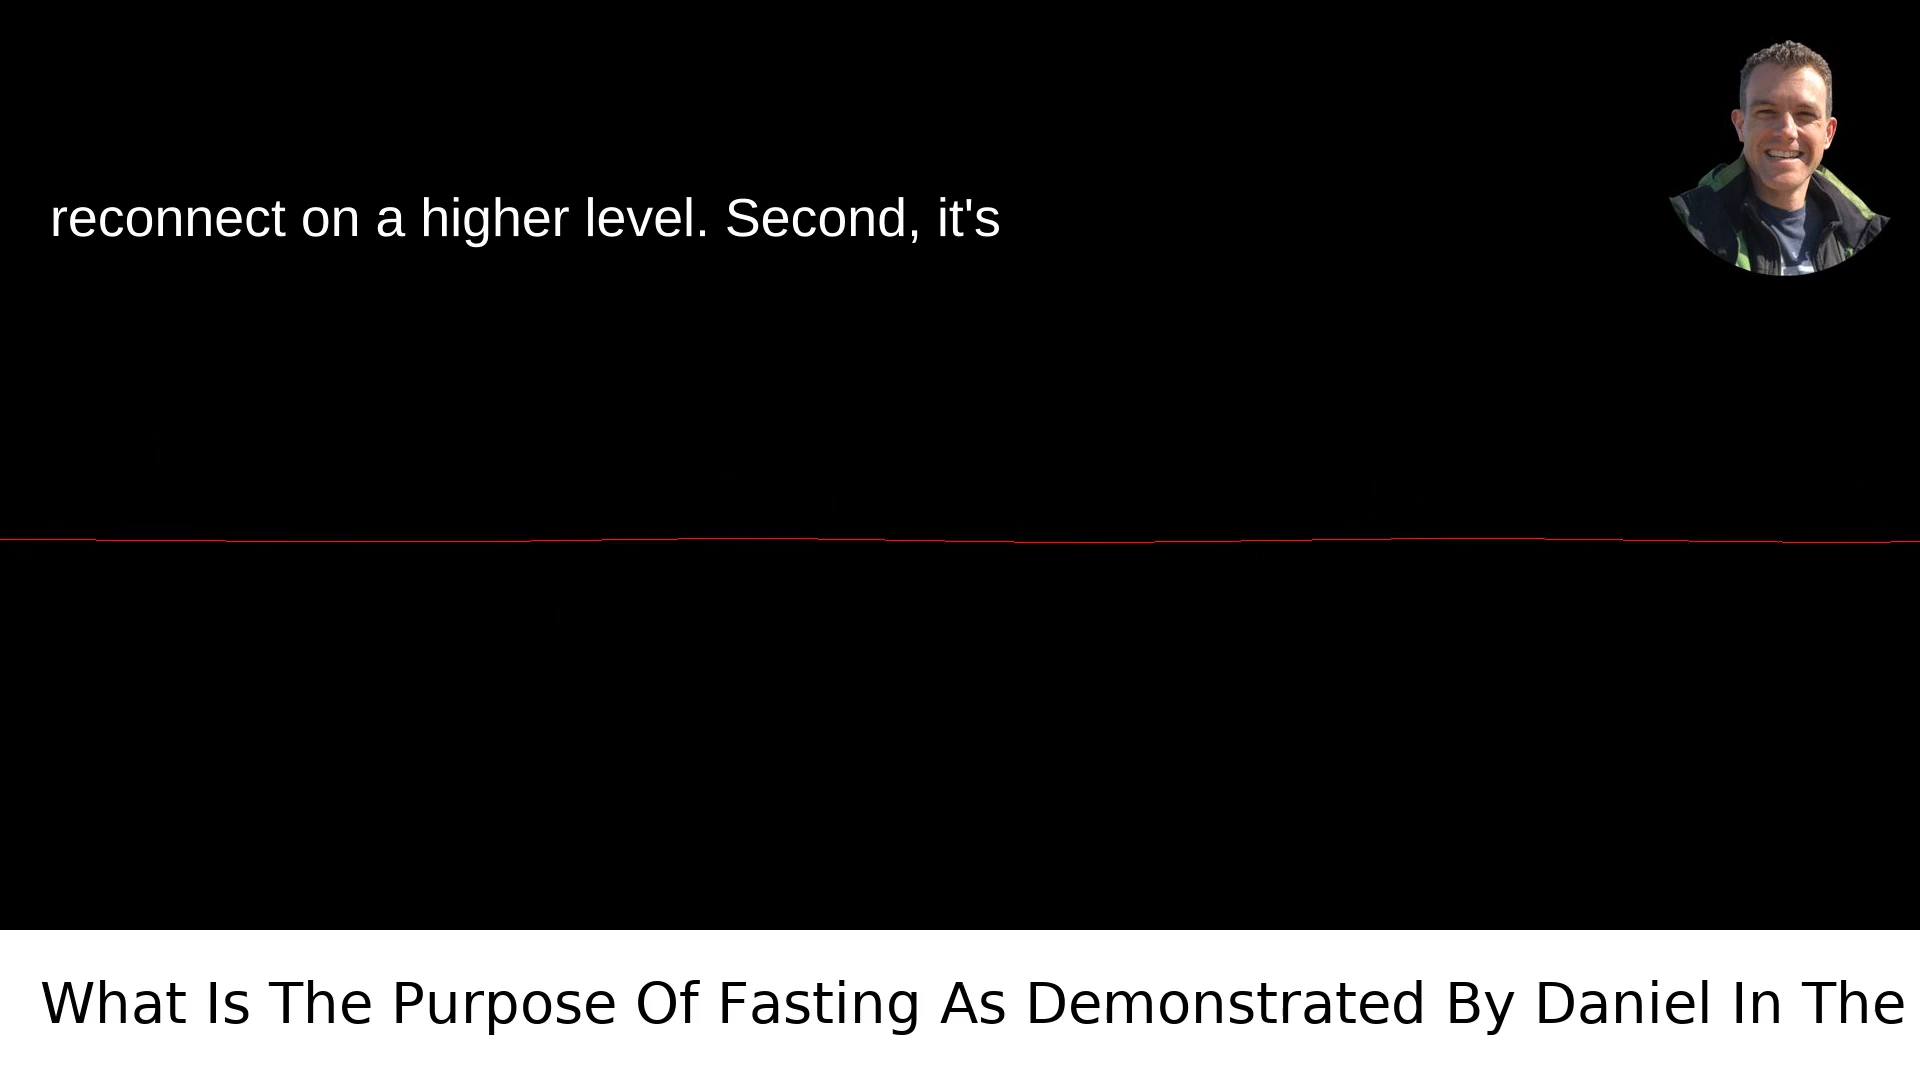 reconnect on a higher level. Second, it's
What Is The Purpose Of Fasting As Demonstrated By Daniel In The